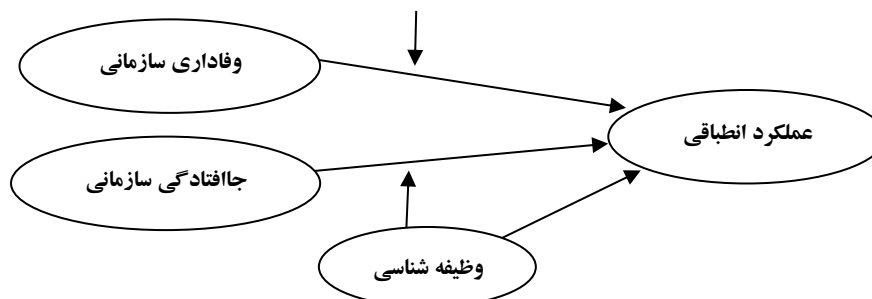 وفاداری سازمانی
عملکرد انطباقی
جاافتادگی سازمانی
وظیفه شناسی